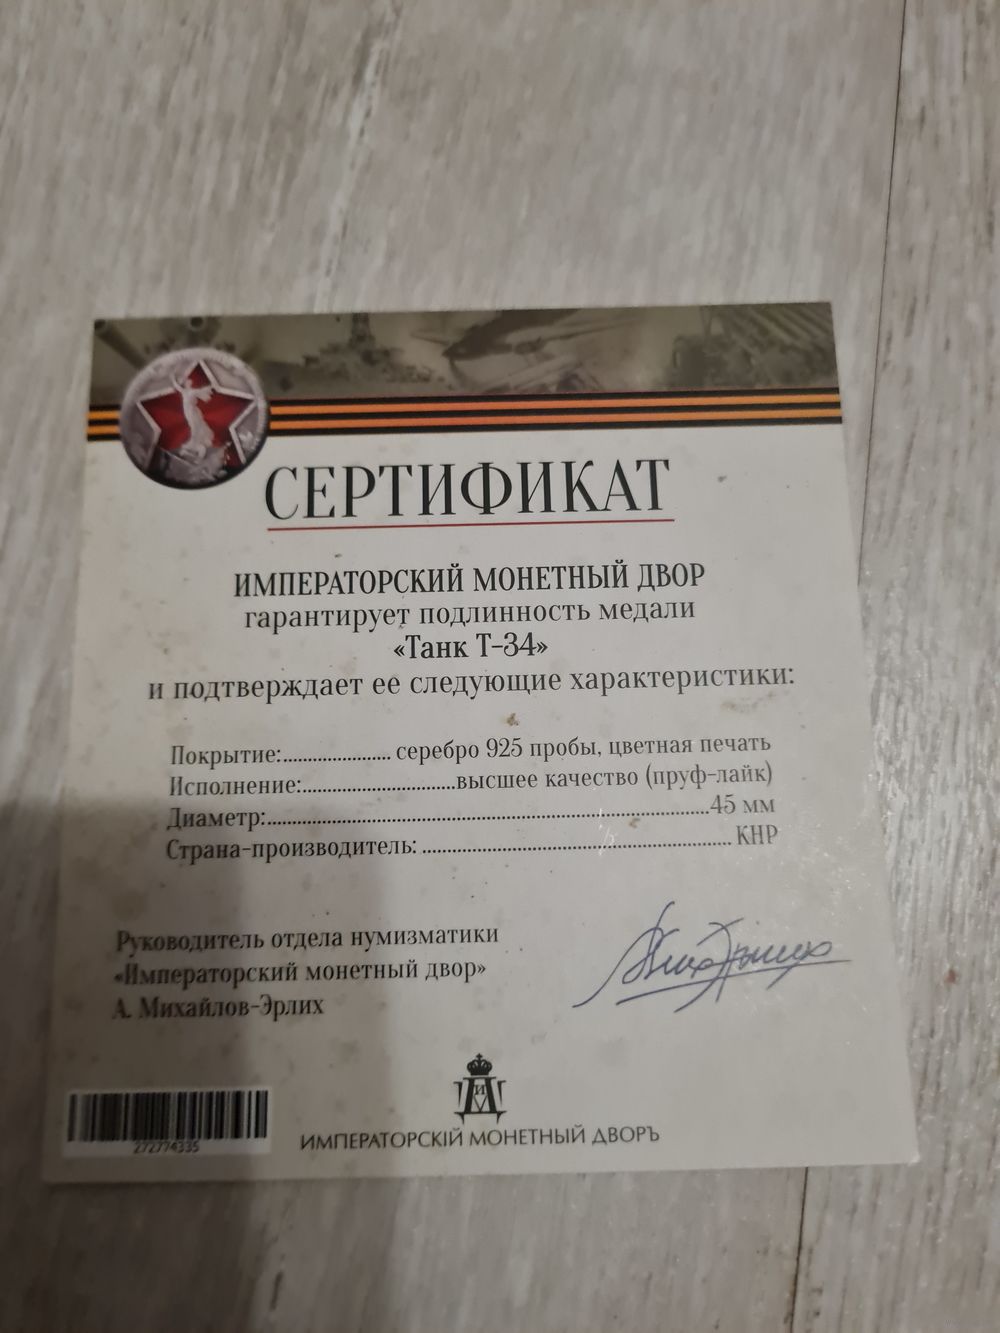 СЕРТИФИКАТ
ИМПЕРАТОРСКИЙ МОНЕТНЫЙ ДВОР
гарантирует подлинность медали
«Танк Т-34»
и подтверждает ее следующие характеристики:
Покрытие:................... серебро 925 пробы, цветная печать
Исполнение:...........................высшее качество (пруф-лайк)
Диаметр:..............................................................................45 мм
Страна-производитель: ....................................................... КНР
Руководитель отдела нумизматики
«Императорский монетный двор»
А. Михайлов-Эрлих
272774335
ИМПЕРАТОРСКIЙ МОНЕТНЫЙ ДВОРЪ